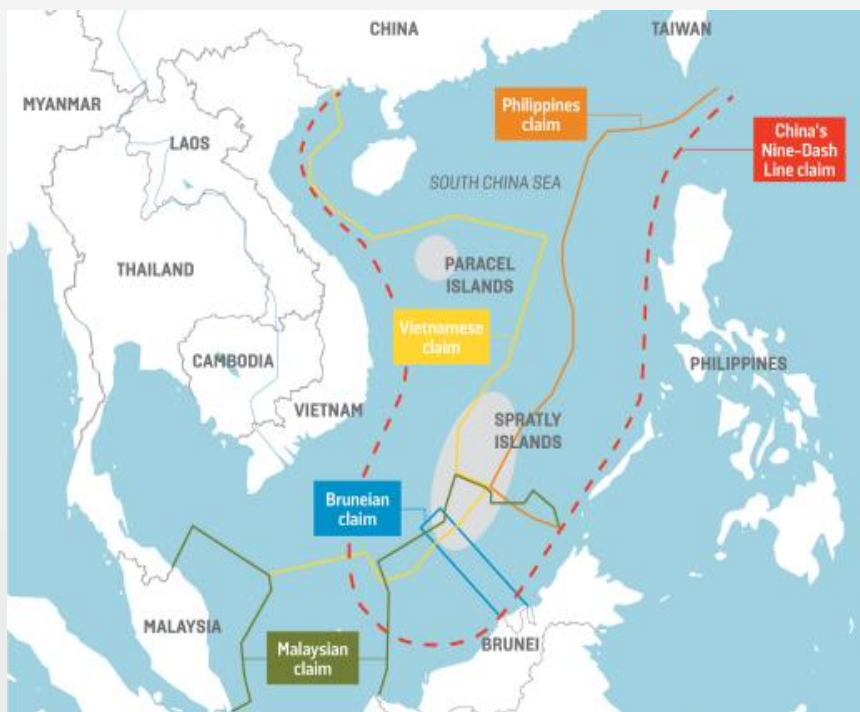 CHINA
TAIWAN
MYANMAR
Philippines
claim
China's
Nine-Dash
Line claim
LAOS
SOUTH CHINA SEA
THAILAND
PARACEL
ISLANDS
Vietnamese
claim
CAMBODIA
PHILIPPINES
VIETNAM
SPRATLY
ISLANDS
Bruneian
claim
MALAYSIA
Malaysian
claim
BRUNEI